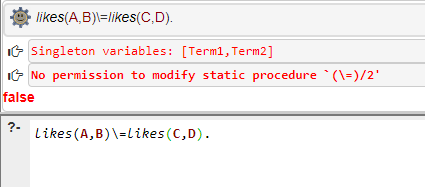 likes(A,B)\=likes(C,D).
Singleton variables: [Term1,Term2]
No permission to modify static procedure `(\=)/2'
false
?- likes(A,B)\=likes(C,D).